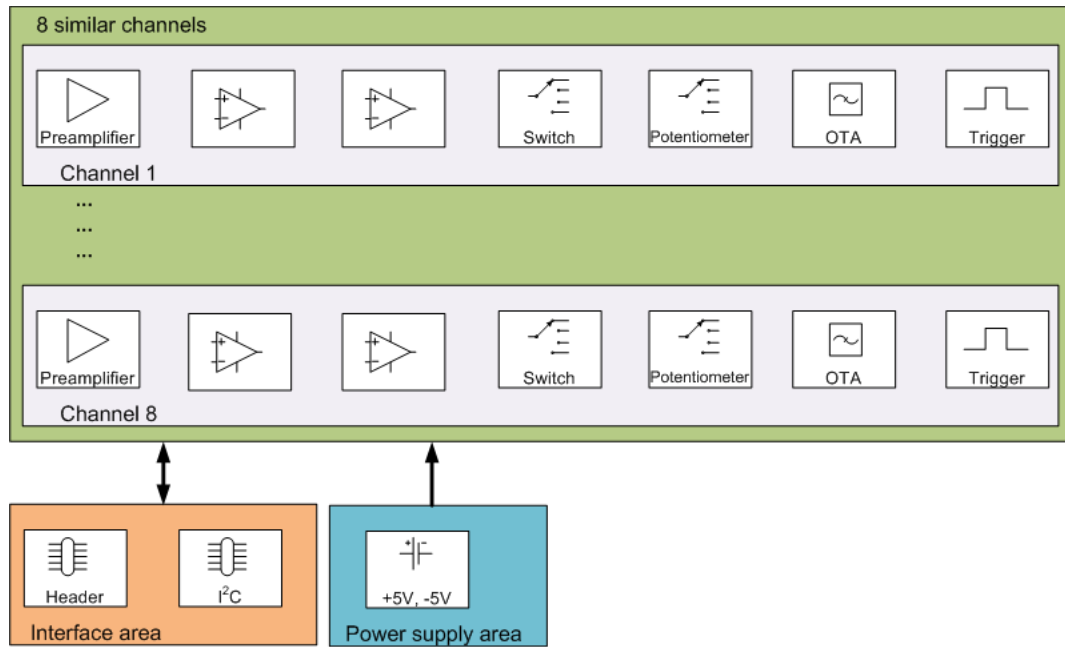 8 similar channels
Preamplifier
Switch
Potentiometer
OTA
Trigger
Channel 1
...
...
...
Preamplifier
Switch
Potentiometer
OTA
Trigger
Channel 8
Header
I²C
+5V, -5V
Interface area
Power supply area